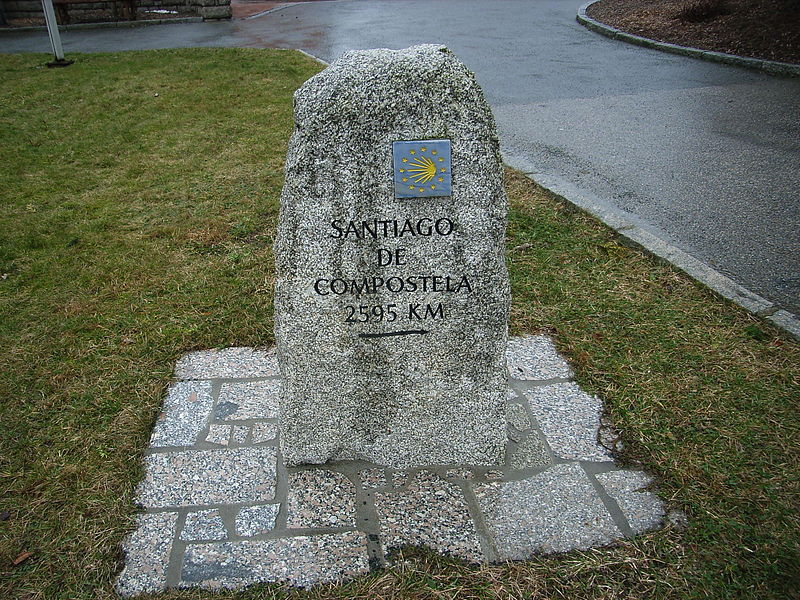 SANTIAGO
DE
COMPOSTELA
2595 KM